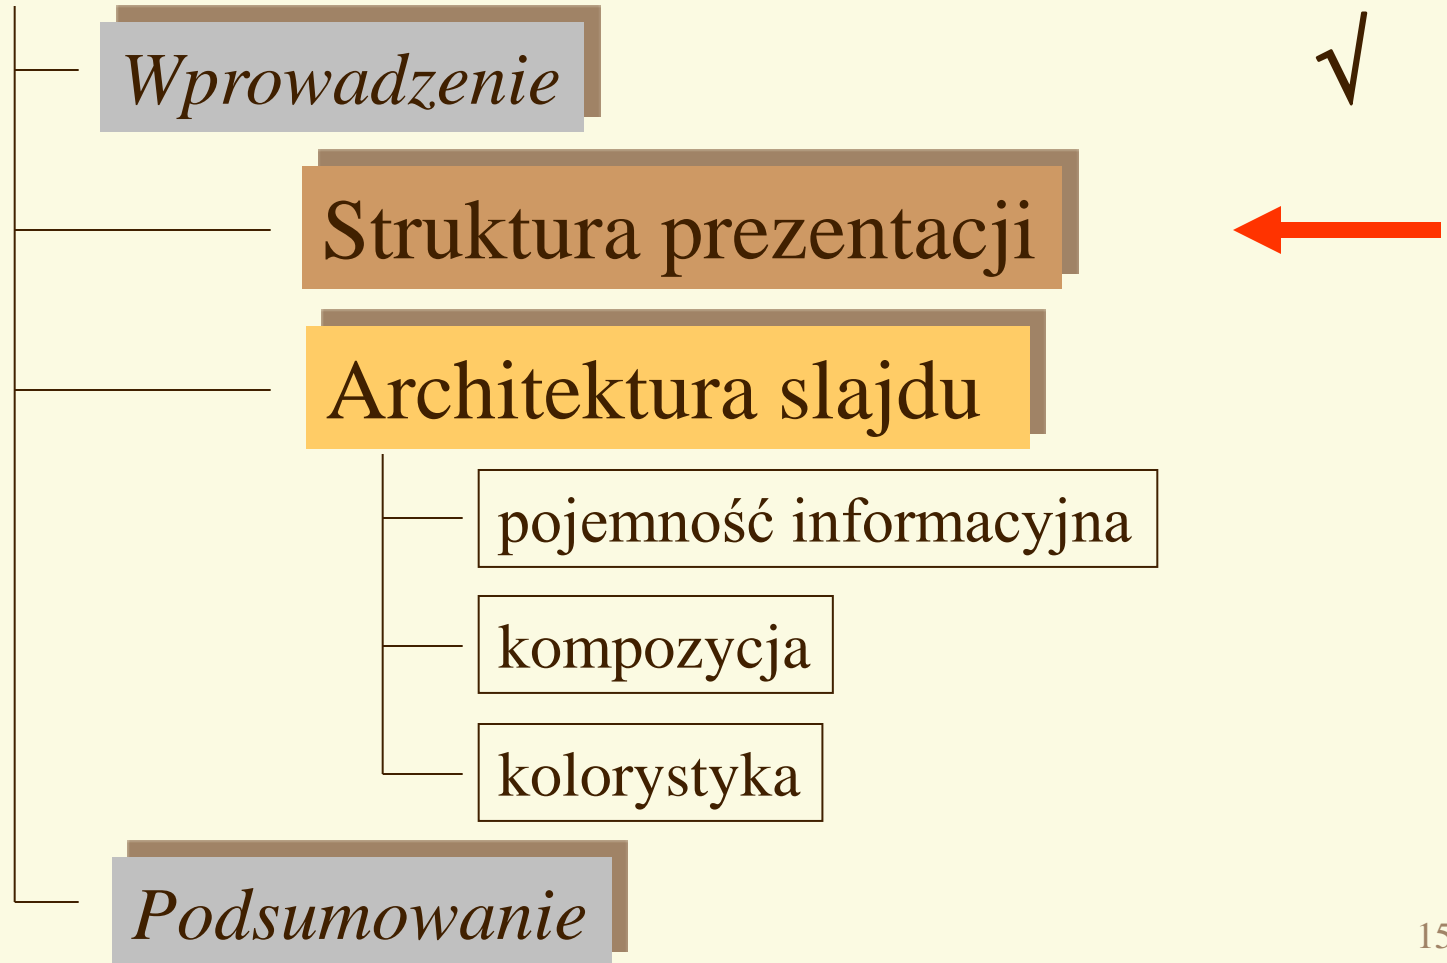 Wprowadzenie √
Struktura prezentacji
Architektura slajdu
pojemność informacyjna
kompozycja
kolorystyka
Podsumowanie
15